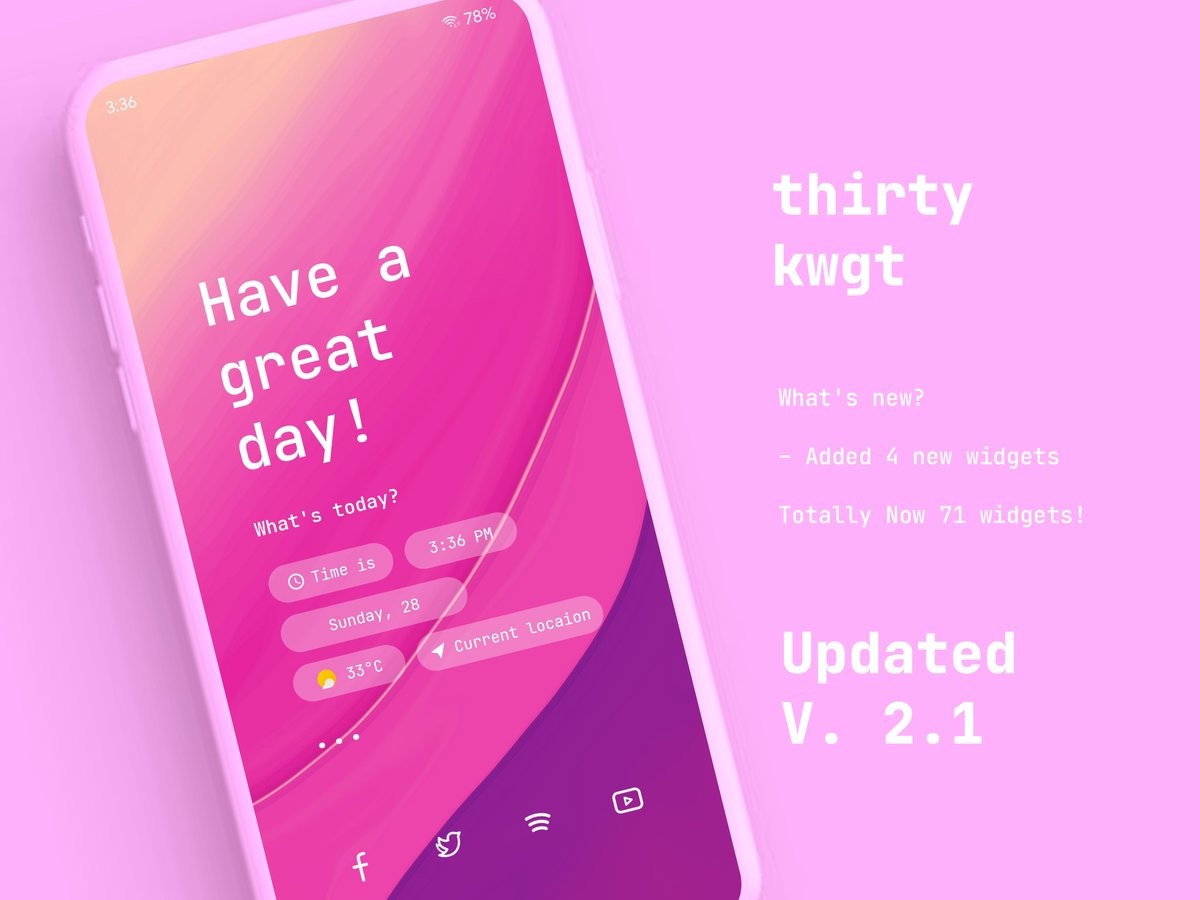 3:36
78%
Have a
great
day!
What's today?
Time is
3:36 PM
Sunday, 28
33°C
Current Locaion
thirty
kwgt
What's new?
- Added 4 new widgets
Totally Now 71 widgets!
Updated
V. 2.1